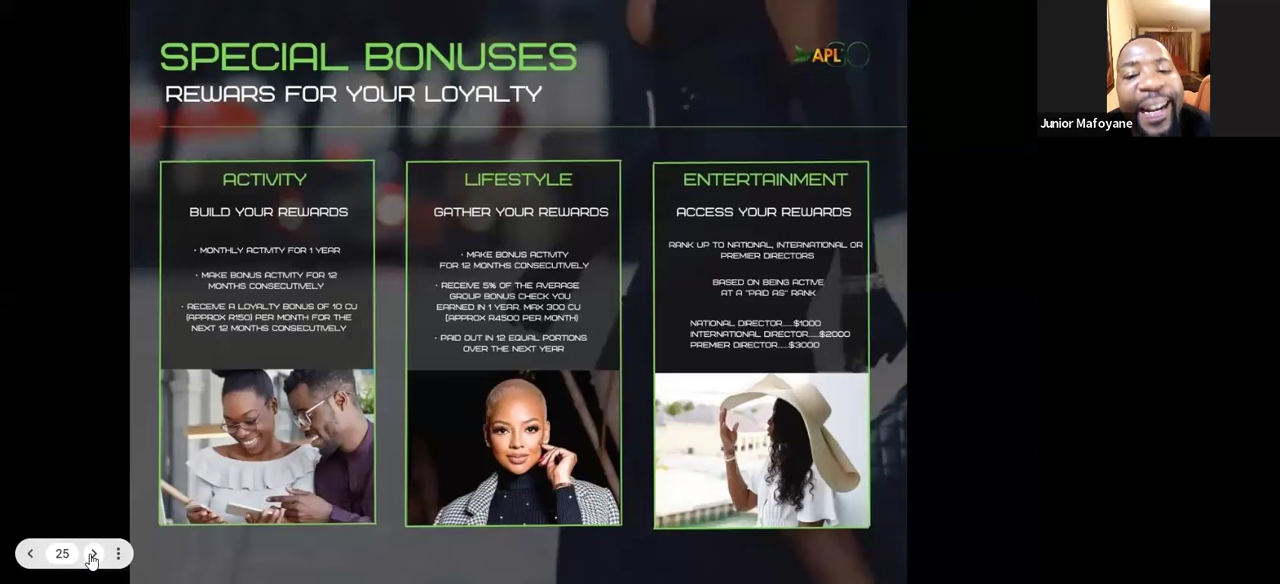 SPECIAL BONUSES
REWARS FOR YOUR LOYALTY
APLGO
Junior Mafoyane
ACTIVITY
BUILD YOUR REWARDS
• MONTHLY ACTIVITY FOR 1 YEAR
• MAKE BONUS ACTIVITY FOR 12
MONTHS CONSECUTIVELY
• RECEIVE A LOYALTY BONUS OF 10 CU
(APPROX R150) PER MONTH FOR THE
NEXT 12 MONTHS CONSECUTIVELY
LIFESTYLE
GATHER YOUR REWARDS
• MAKE BONUS ACTIVITY
FOR 12 MONTHS CONSECUTIVELY
• RECEIVE 5% OF THE AVERAGE
GROUP BONUS CHECK YOU
EARNED IN 1 YEAR. MAX 300 CU
(APPROX R4500 PER MONTH)
• PAID OUT IN 12 EQUAL PORTIONS
OVER THE NEXT YEAR
ENTERTAINMENT
ACCESS YOUR REWARDS
RANK UP TO NATIONAL, INTERNATIONAL OR
PREMIER DIRECTORS
BASED ON BEING ACTIVE
AT A "PAID AS" RANK
NATIONAL DIRECTOR.....$1000
INTERNATIONAL DIRECTOR.....$2000
PREMIER DIRECTOR.....$3000
25